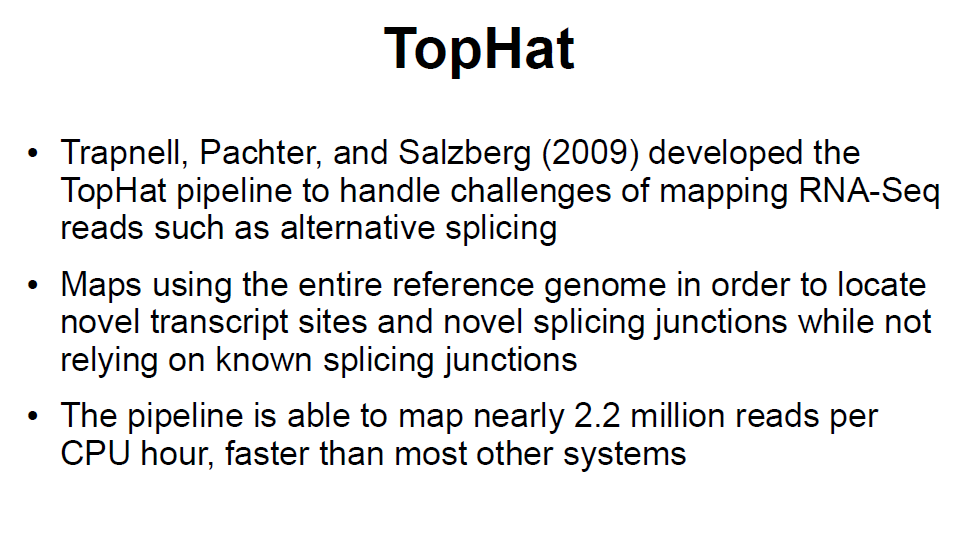 TopHat
• Trapnell, Pachter, and Salzberg (2009) developed the
TopHat pipeline to handle challenges of mapping RNA-Seq
reads such as alternative splicing
• Maps using the entire reference genome in order to locate
novel transcript sites and novel splicing junctions while not
relying on known splicing junctions
• The pipeline is able to map nearly 2.2 million reads per
CPU hour, faster than most other systems